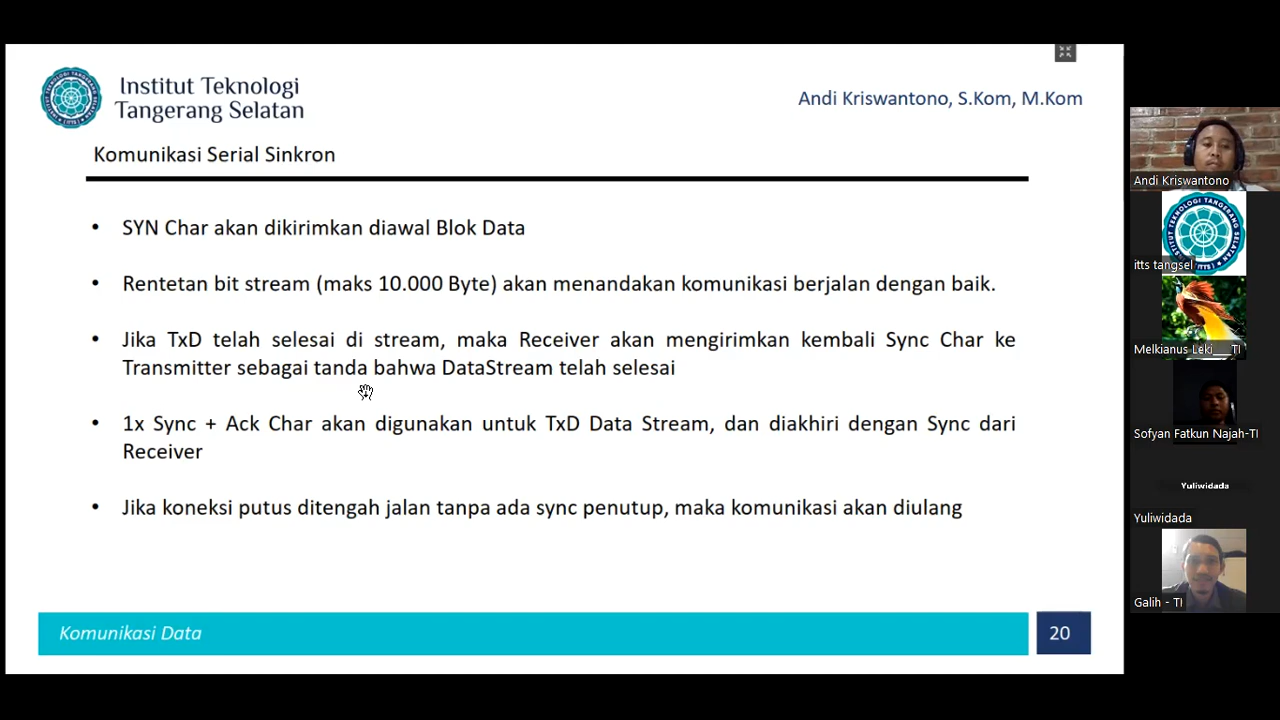 Institut Teknologi
Tangerang Selatan
Andi Kriswantono, S.Kom, M.Kom
Komunikasi Serial Sinkron
• SYN Char akan dikirimkan diawal Blok Data
• Rentetan bit stream (maks 10.000 Byte) akan menandakan komunikasi berjalan dengan baik.
• Jika TxD telah selesai di stream, maka Receiver akan mengirimkan kembali Sync Char ke
Transmitter sebagai tanda bahwa DataStream telah selesai
• 1x Sync + Ack Char akan digunakan untuk TxD Data Stream, dan diakhiri dengan Sync dari
Receiver
• Jika koneksi putus ditengah jalan tanpa ada sync penutup, maka komunikasi akan diulang
Komunikasi Data
20
Andi Kriswantono
INSTITUT TEKNOLOGI TANGERANG SELATAN
itts tangsel
Melkianus Leki___TI
Sofyan Fatkun Najah-TI
Yuliwidada
Yuliwidada
Galih - TI